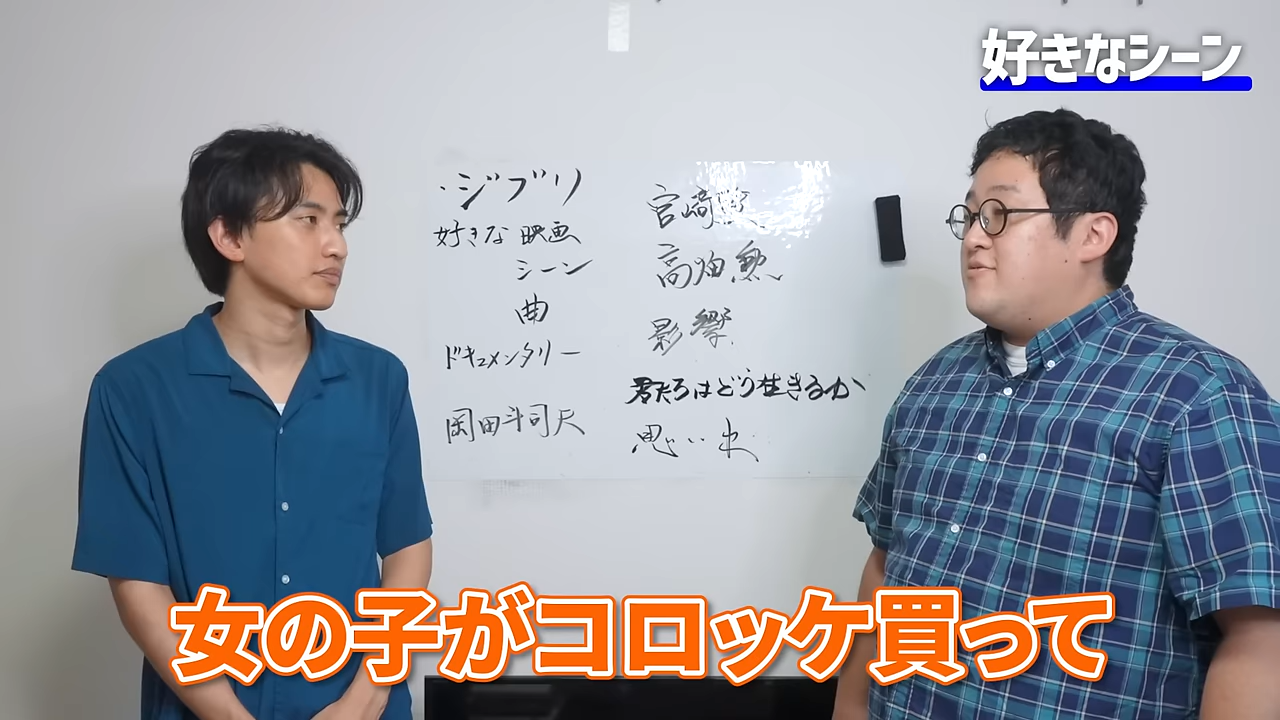 好きなシーン
・ジブリ
好きな映画
シーン
曲
ドキュメンタリー
岡田斗司夫
宮崎駿
高畑勲
影響
君たちはどう生きるか
思い出
女の子がコロッケ買って